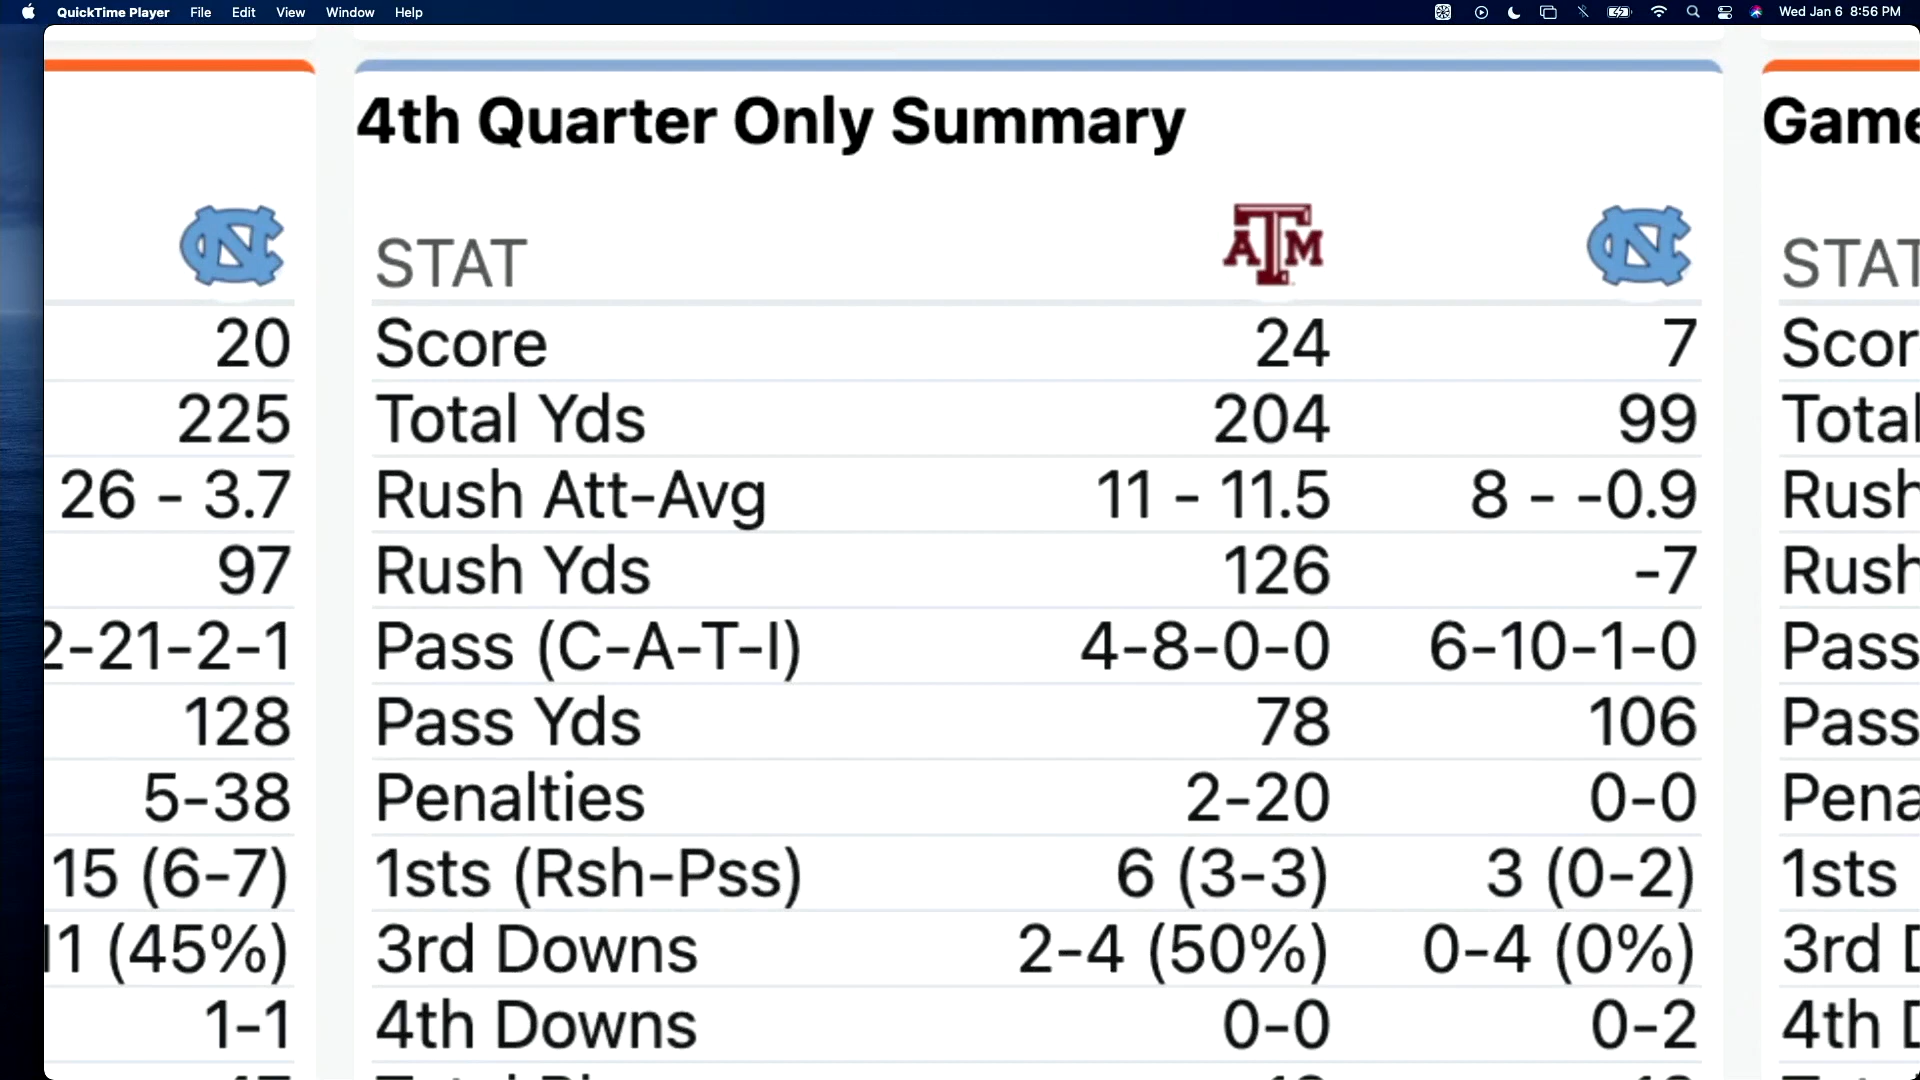 QuickTime Player File Edit View Window Help Wed Jan 6 8:56 PM
4th Quarter Only Summary
Game
NC STAT ATM NC STAT
20 Score 24 7 Scor
225 Total Yds 204 99 Total
26 - 3.7 Rush Att-Avg 11 - 11.5 8 - -0.9 Rush
97 Rush Yds 126 -7 Rush
2-21-2-1 Pass (C-A-T-I) 4-8-0-0 6-10-1-0 Pass
128 Pass Yds 78 106 Pass
5-38 Penalties 2-20 0-0 Pena
15 (6-7) 1sts (Rsh-Pss) 6 (3-3) 3 (0-2) 1sts
11 (45%) 3rd Downs 2-4 (50%) 0-4 (0%) 3rd D
1-1 4th Downs 0-0 0-2 4th D